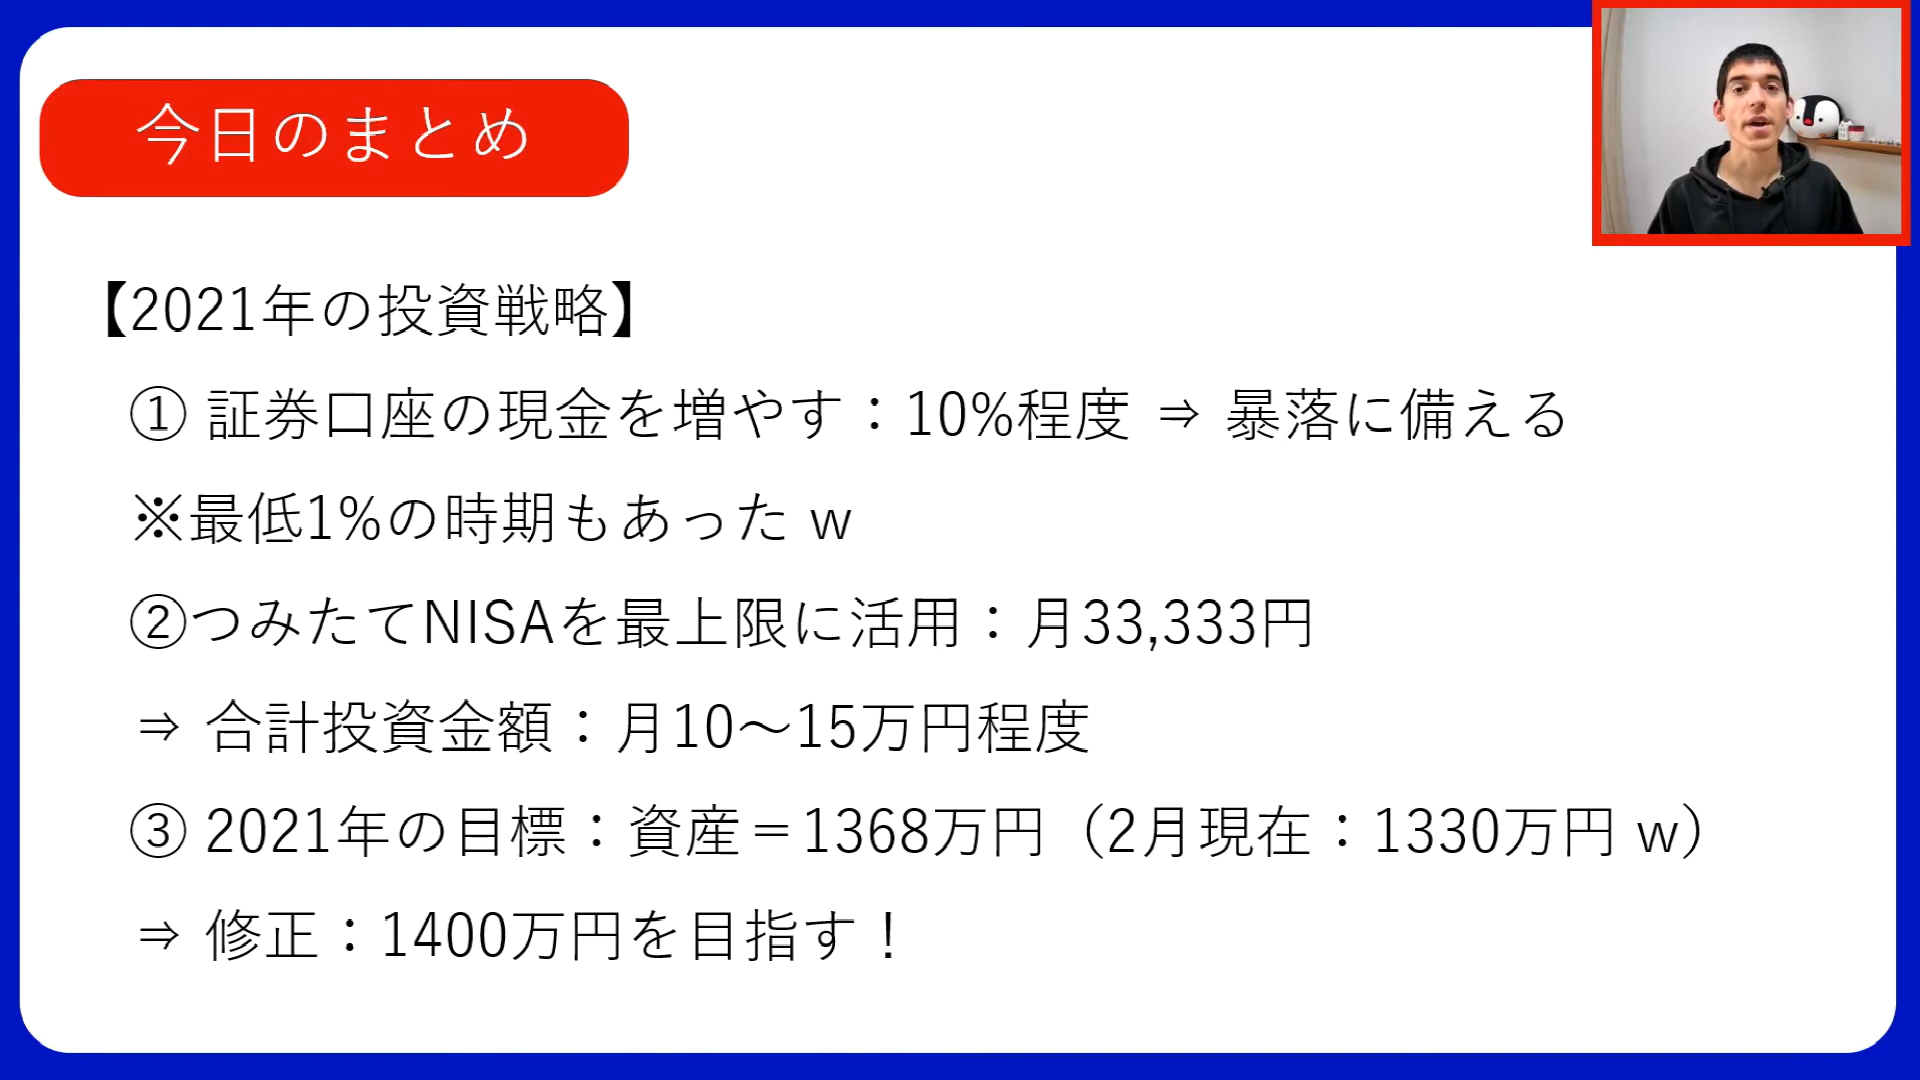 今日のまとめ
【2021年の投資戦略】
① 証券口座の現金を増やす：10%程度 ⇒ 暴落に備える
※最低1%の時期もあった w
②つみたてNISAを最上限に活用：月33,333円
⇒ 合計投資金額：月10～15万円程度
③ 2021年の目標：資産＝1368万円（2月現在：1330万円 w）
⇒ 修正：1400万円を目指す！